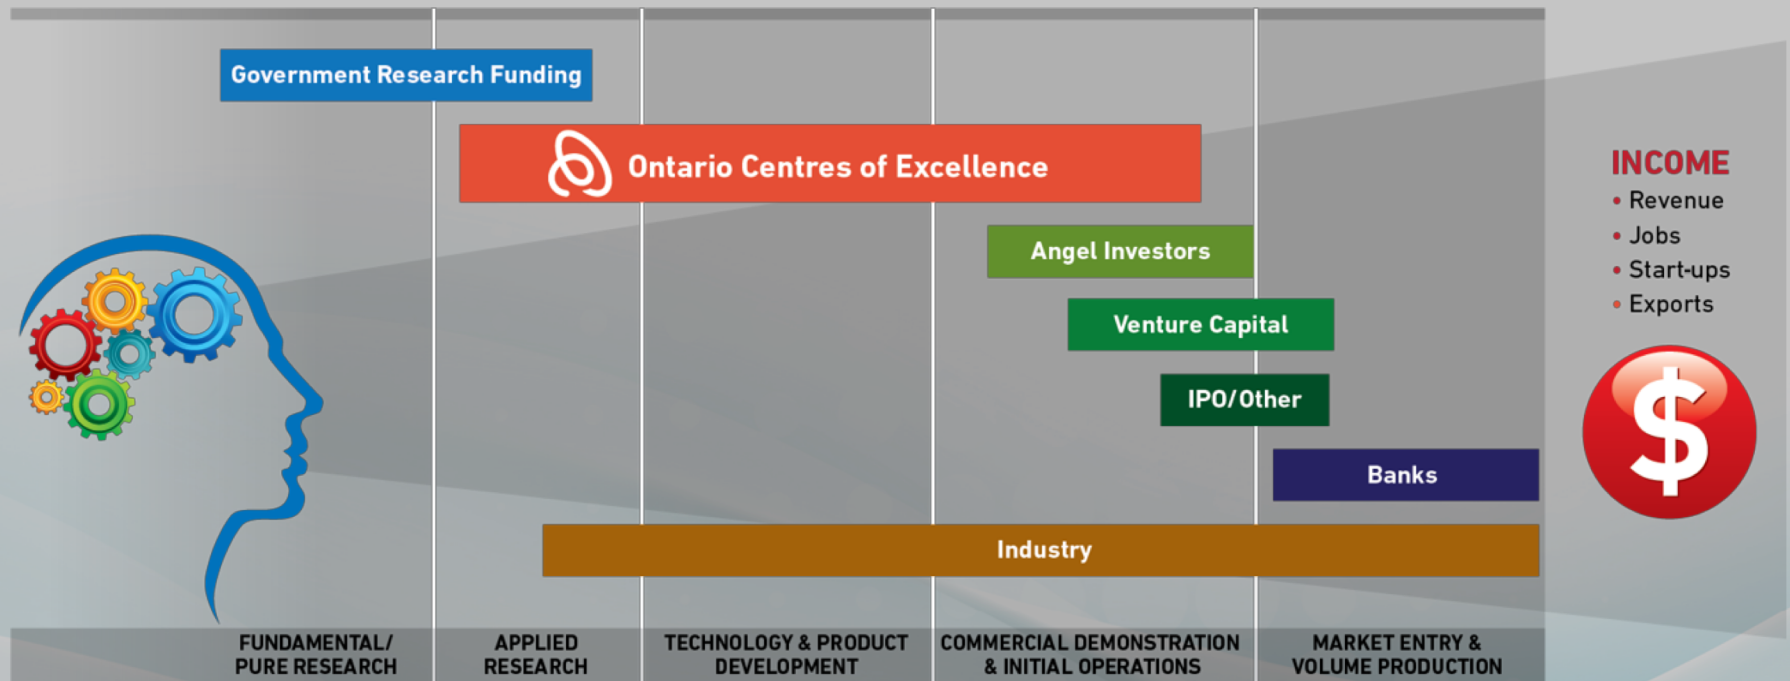 Government Research Funding
Ontario Centres of Excellence
Angel Investors
Venture Capital
IPO/Other
Banks
Industry
INCOME
• Revenue
• Jobs
• Start-ups
• Exports
$
FUNDAMENTAL/
PURE RESEARCH
APPLIED
RESEARCH
TECHNOLOGY & PRODUCT
DEVELOPMENT
COMMERCIAL DEMONSTRATION
& INITIAL OPERATIONS
MARKET ENTRY &
VOLUME PRODUCTION